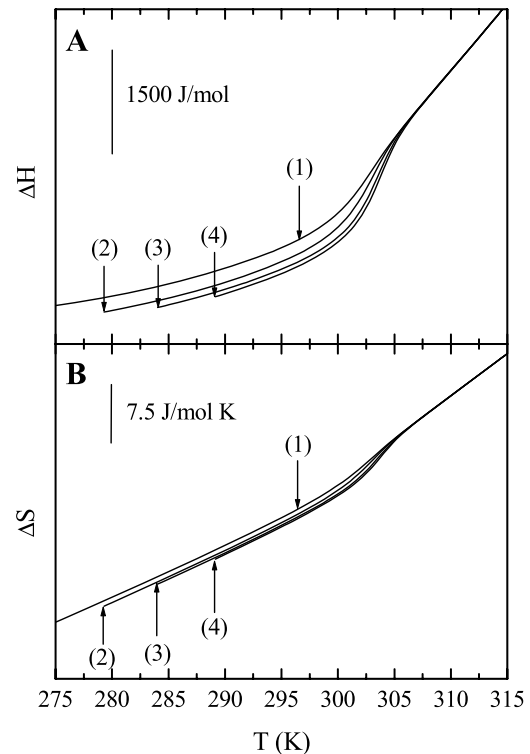 A
1500 J/mol
ΔH
(1)
(2)
(3)
(4)
B
7.5 J/mol K
ΔS
(1)
(2)
(3)
(4)
275 280 285 290 295 300 305 310 315
T (K)